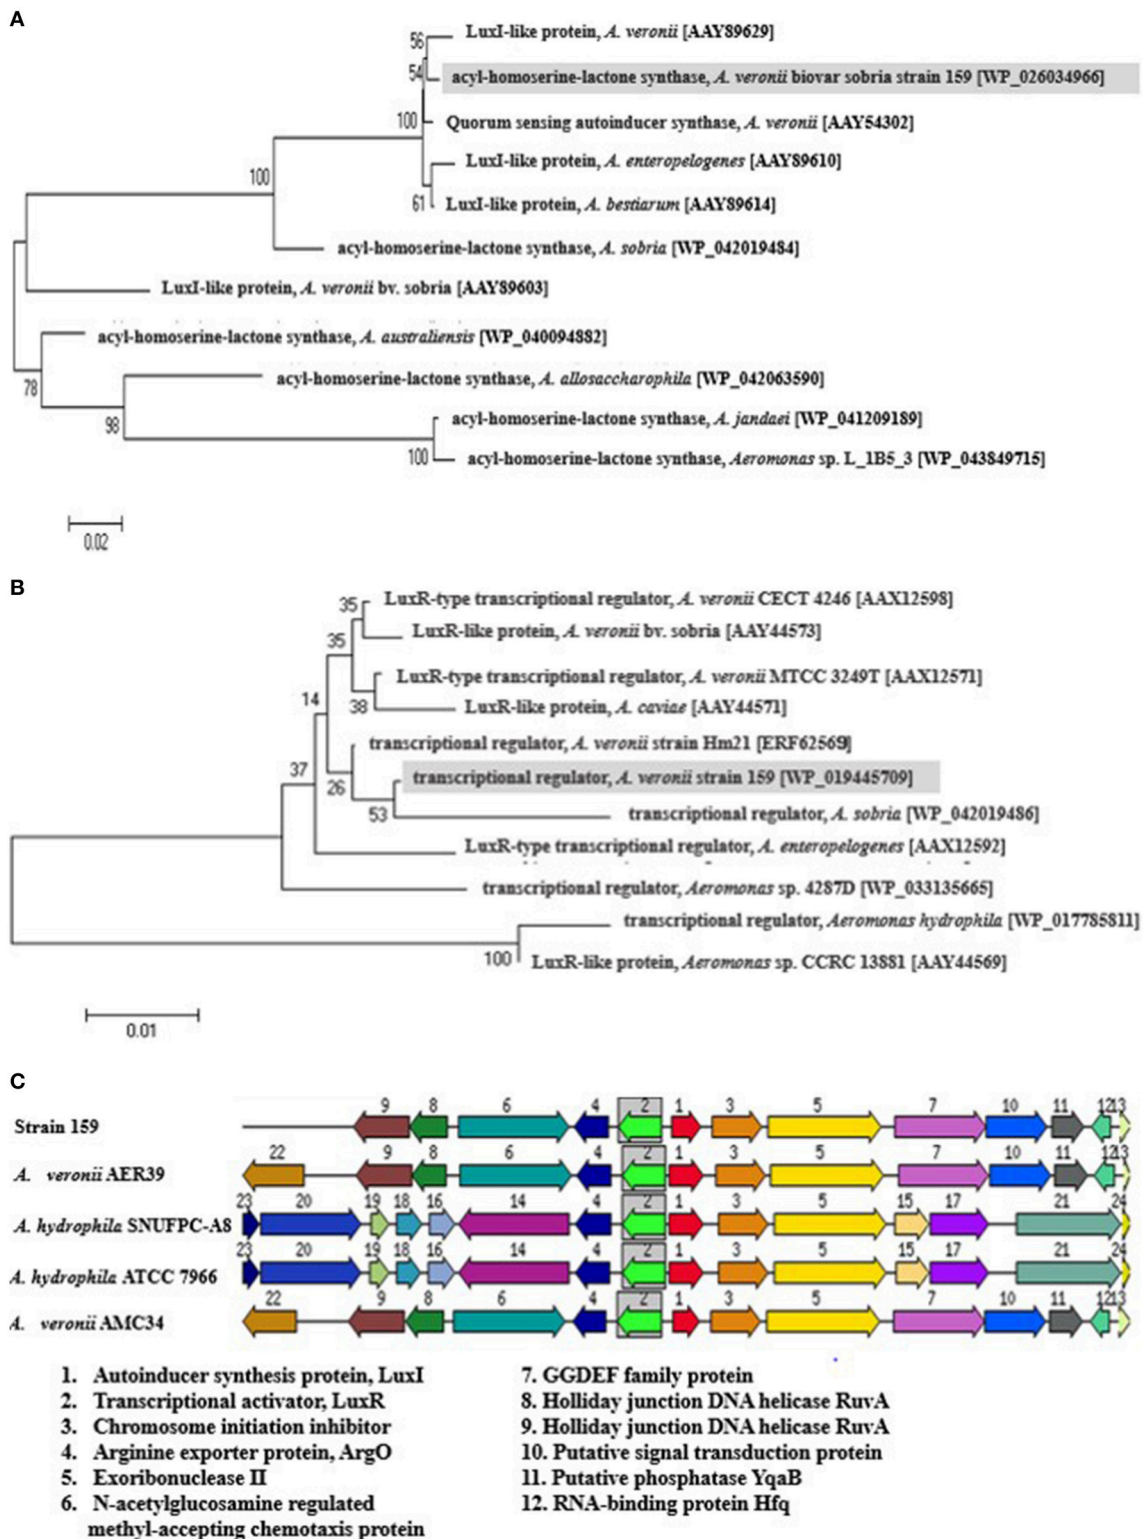 A
56
LuxI-like protein, A. veronii [AAY89629]
54
acyl-homoserine-lactone synthase, A. veronii biovar sobria strain 159 [WP_026034966]
100
Quorum sensing autoinducer synthase, A. veronii [AAY54302]
LuxI-like protein, A. enteropelogenes [AAY89610]
100
61
LuxI-like protein, A. bestiarum [AAY89614]
acyl-homoserine-lactone synthase, A. sobria [WP_042019484]
LuxI-like protein, A. veronii bv. sobria [AAY89603]
acyl-homoserine-lactone synthase, A. australiensis [WP_040094882]
78
acyl-homoserine-lactone synthase, A. allosaccharophila [WP_042063590]
98
acyl-homoserine-lactone synthase, A. jandaei [WP_041209189]
100
acyl-homoserine-lactone synthase, Aeromonas sp. L_1B5_3 [WP_043849715]
0.02
B
35
LuxR-type transcriptional regulator, A. veronii CECT 4246 [AAX12598]
LuxR-like protein, A. veronii bv. sobria [AAY44573]
35
LuxR-type transcriptional regulator, A. veronii MTCC 3249T [AAX12571]
14
38
LuxR-like protein, A. caviae [AAY44571]
transcriptional regulator, A. veronii strain Hm21 [ERF62569]
37
transcriptional regulator, A. veronii strain 159 [WP_019445709]
26
53
transcriptional regulator, A. sobria [WP_042019486]
LuxR-type transcriptional regulator, A. enteropelogenes [AAX12592]
transcriptional regulator, Aeromonas sp. 4287D [WP_033135665]
transcriptional regulator, Aeromonas hydrophila [WP_017785811]
100
LuxR-like protein, Aeromonas sp. CCRC 13881 [AAY44569]
0.01
C
9 8 6 4 2 1 3 5 7 10 11 12 13
Strain 159
22 9 8 6 4 2 1 3 5 7 10 11 12 13
A. veronii AER39
23 20 19 18 16 14 4 2 1 3 5 15 17 21 24
A. hydrophila SNUFPC-A8
23 20 19 18 16 14 4 2 1 3 5 15 17 21 24
A. hydrophila ATCC 7966
22 9 8 6 4 2 1 3 5 7 10 11 12 13
A. veronii AMC34
1. Autoinducer synthesis protein, LuxI
2. Transcriptional activator, LuxR
3. Chromosome initiation inhibitor
4. Arginine exporter protein, ArgO
5. Exoribonuclease II
6. N-acetylglucosamine regulated
methyl-accepting chemotaxis protein
7. GGDEF family protein
8. Holliday junction DNA helicase RuvA
9. Holliday junction DNA helicase RuvA
10. Putative signal transduction protein
11. Putative phosphatase YqaB
12. RNA-binding protein Hfq